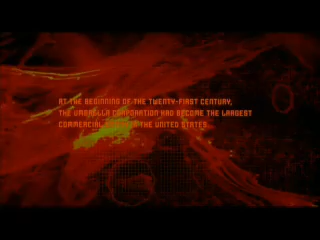 AT THE BEGINNING OF THE TWENTY-FIRST CENTURY,
THE UMBRELLA CORPORATION HAD BECOME THE LARGEST
COMMERCIAL ENTITY IN THE UNITED STATES